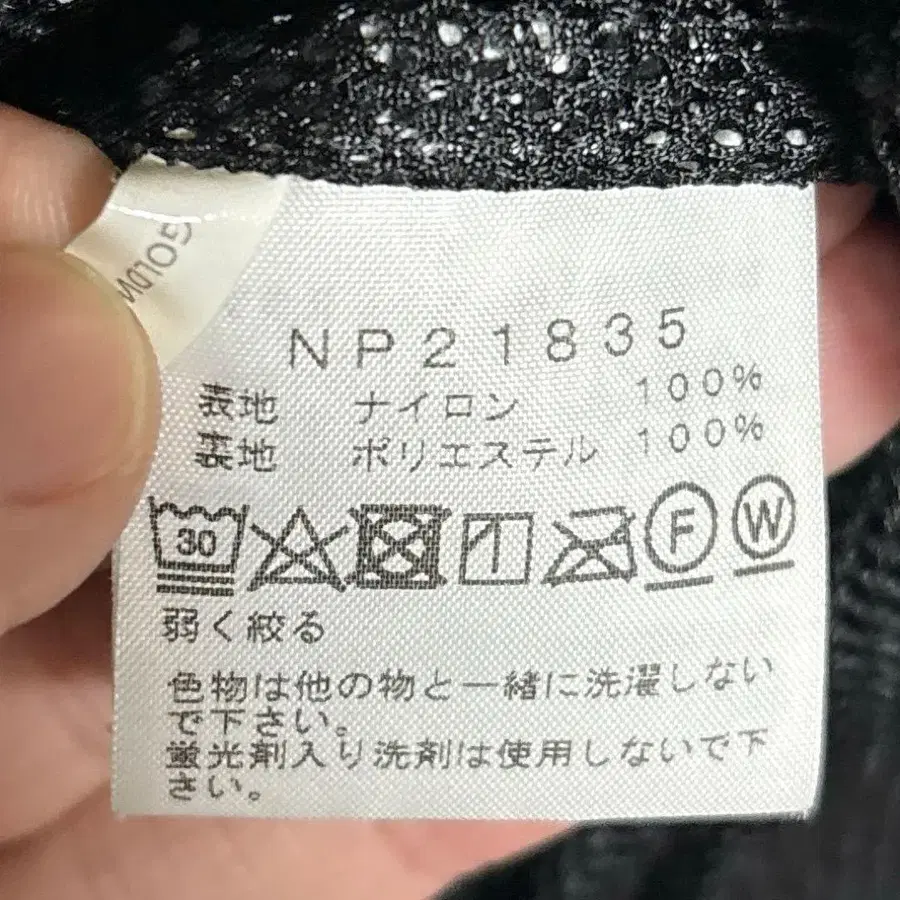 GOLDW
NP21835
表地 ナイロン 100%
裏地 ポリエステル 100%
30 F W
弱く絞る
色物は他の物と一緒に洗濯しない
で下さい。
蛍光剤入り洗剤は使用しないで下
さい。